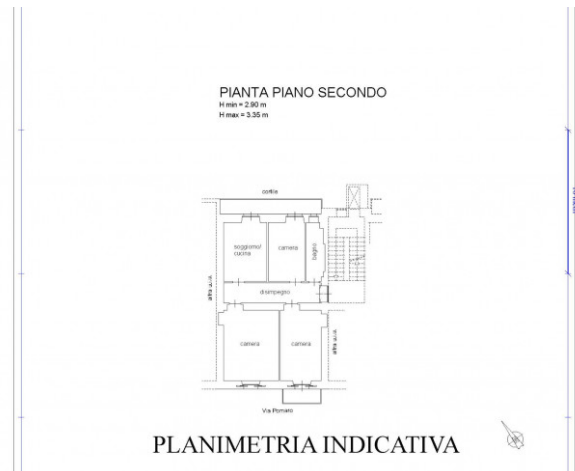 PIANTA PIANO SECONDO
H min = 2.90 m
H max = 3.35 m
cortile
soggiorno/
cucina
camera
bagno
disimpegno
altra u.i.
altra u.i.
camera
camera
Via Pomaro
PLANIMETRIA INDICATIVA